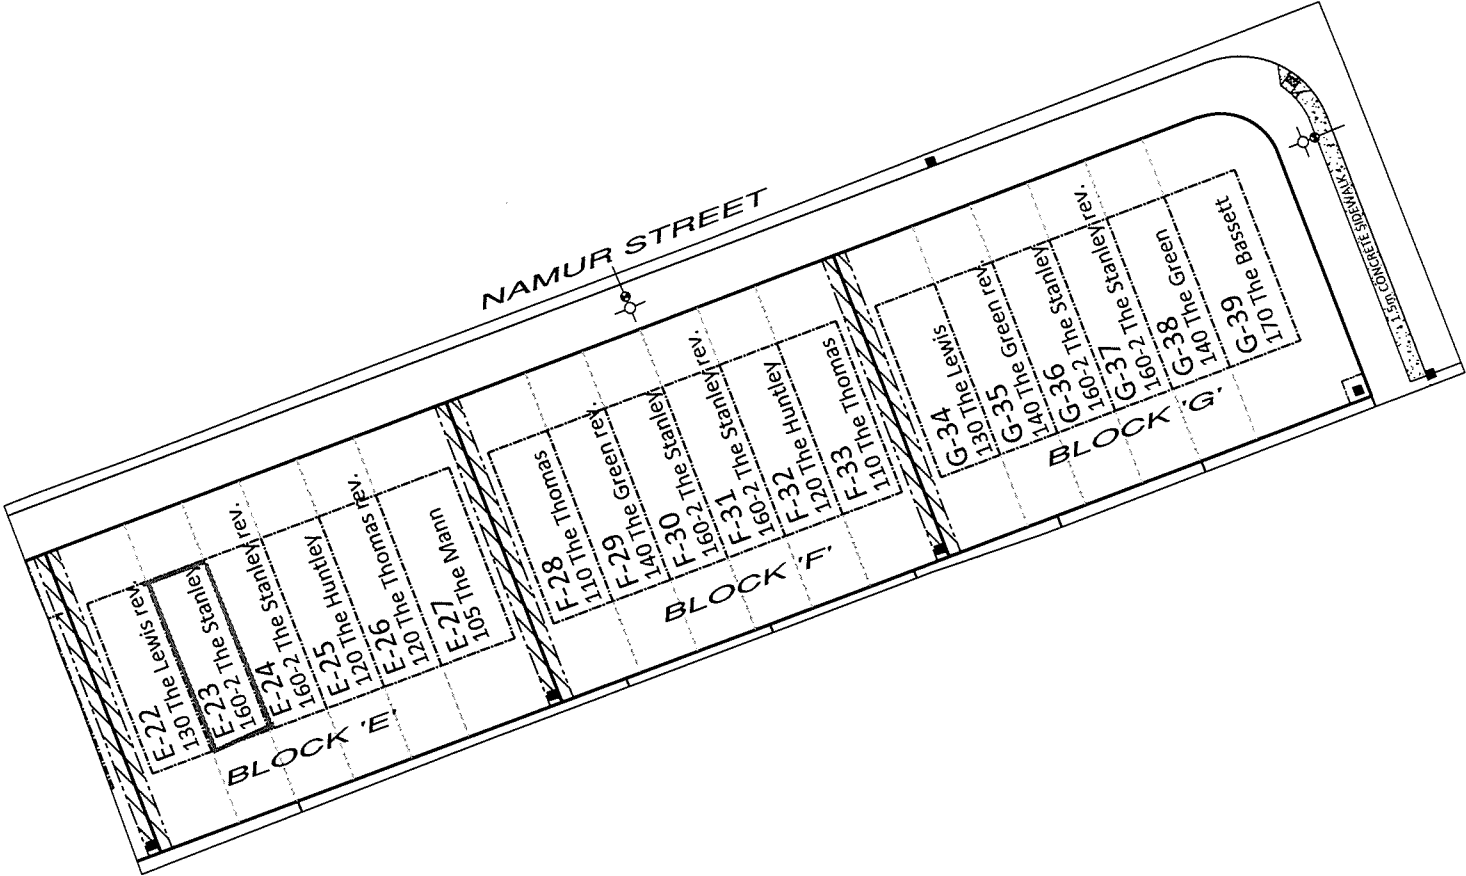 NAMUR STREET
E-22
130 The Lewis rev.
E-23
160-2 The Stanley
E-24
160-2 The Stanley rev.
E-25
120 The Huntley
E-26
120 The Thomas rev.
E-27
105 The Mann
BLOCK 'E'
F-28
110 The Thomas
F-29
140 The Green rev.
F-30
160-2 The Stanley
F-31
160-2 The Stanley rev.
F-32
120 The Huntley
F-33
110 The Thomas
BLOCK 'F'
G-34
130 The Lewis
G-35
140 The Green rev.
G-36
160-2 The Stanley
G-37
160-2 The Stanley rev.
G-38
140 The Green
G-39
170 The Bassett
BLOCK 'G'
1.5m CONCRETE SIDEWALK